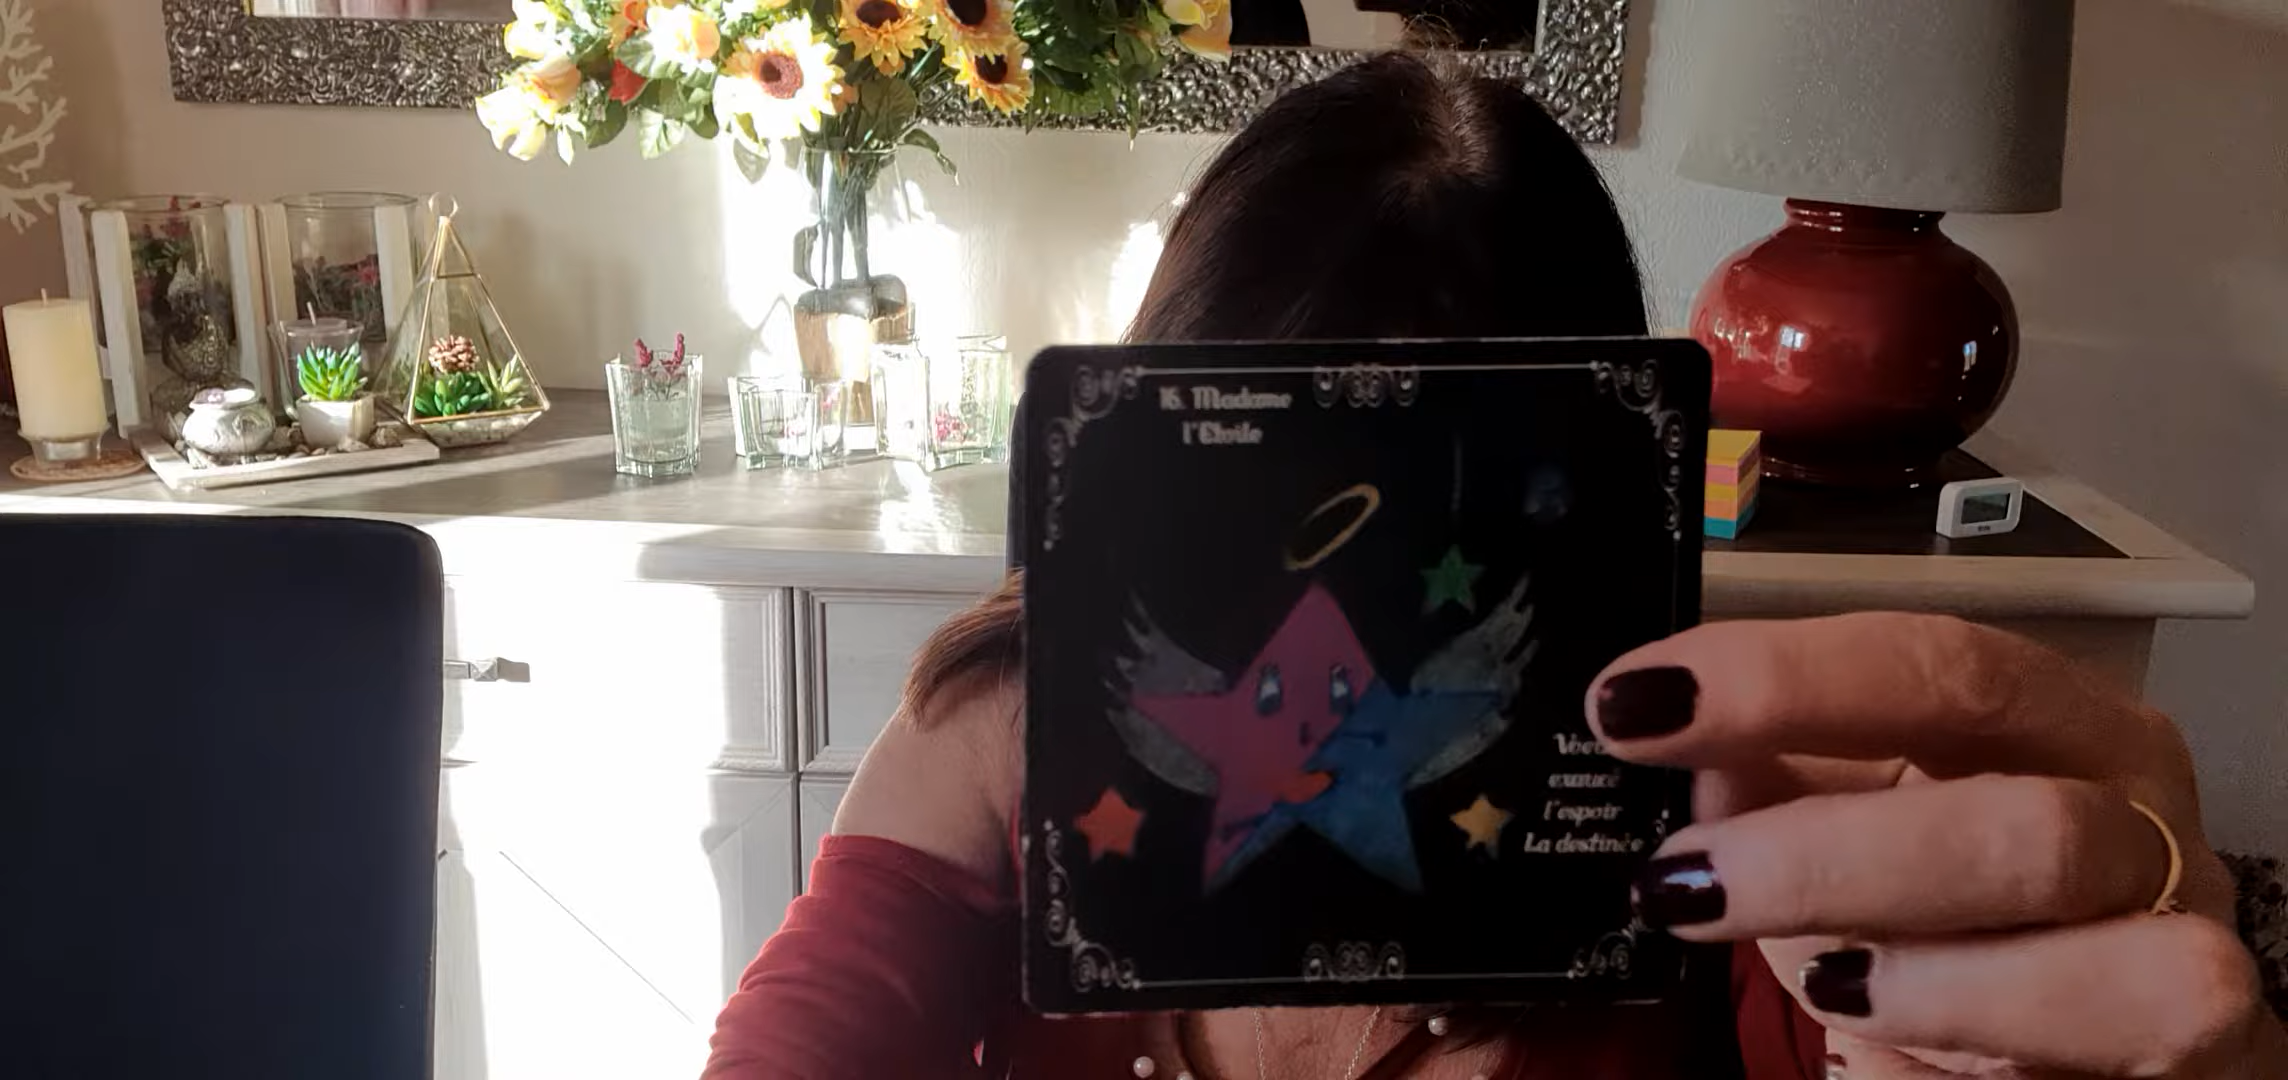 16. Madame
l'Etoile
exaucé
l'espoir
La destinée